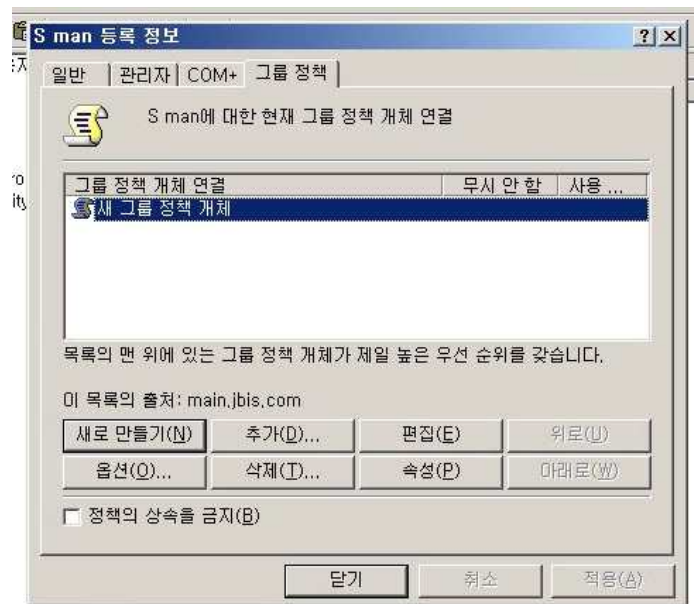 S man 등록 정보
일반 관리자 COM+ 그룹 정책
S man에 대한 현재 그룹 정책 개체 연결
그룹 정책 개체 연결 무시 안 함 사용 ...
새 그룹 정책 개체
목록의 맨 위에 있는 그룹 정책 개체가 제일 높은 우선 순위를 갖습니다.
이 목록의 출처: main.jbis.com
새로 만들기(N) 추가(D)... 편집(E) 위로(U)
옵션(O)... 삭제(T)... 속성(P) 아래로(W)
정책의 상속을 금지(B)
닫기 취소 적용(A)